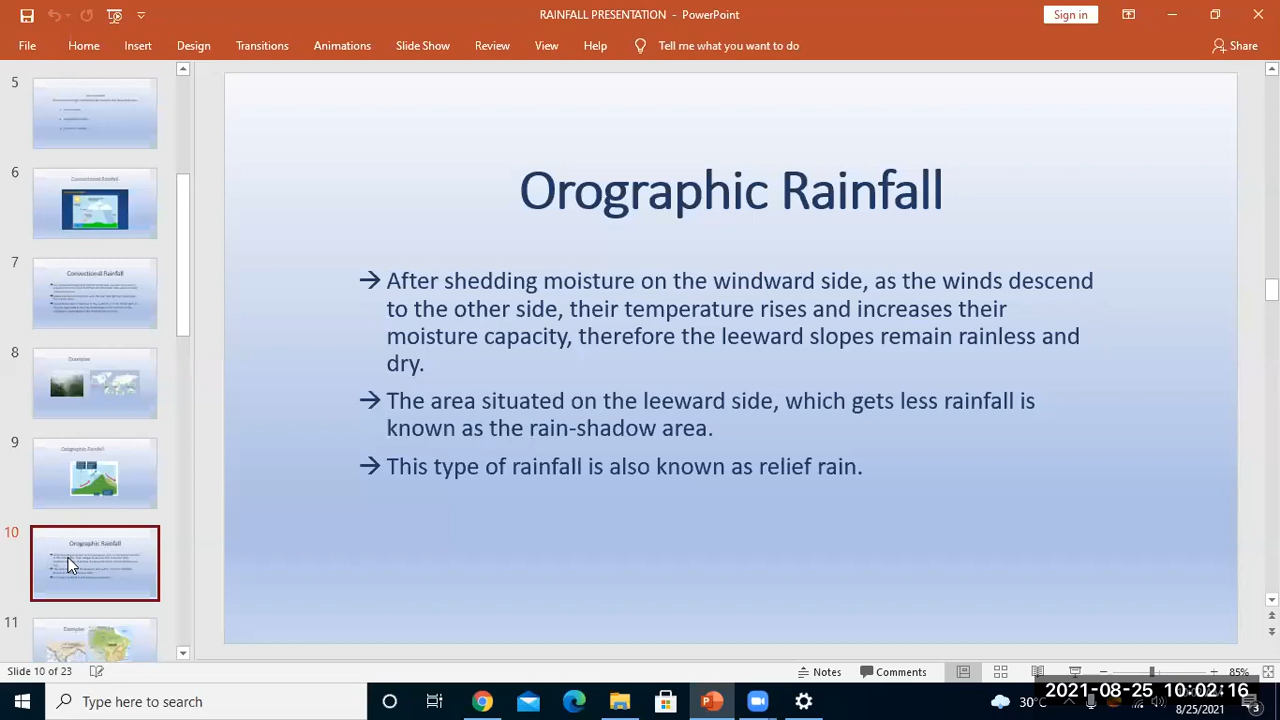 RAINFALL PRESENTATION - PowerPoint
Sign in
File Home Insert Design Transitions Animations Slide Show Review View Help Tell me what you want to do Share
5
6
Conventional Rainfall
7
Convectional Rainfall
8
Examples
9
Orographic Rainfall
10
Orographic Rainfall
11
Examples
Orographic Rainfall
→ After shedding moisture on the windward side, as the winds descend
to the other side, their temperature rises and increases their
moisture capacity, therefore the leeward slopes remain rainless and
dry.
→ The area situated on the leeward side, which gets less rainfall is
known as the rain-shadow area.
→ This type of rainfall is also known as relief rain.
Slide 10 of 23 Notes Comments 85%
Type here to search
30°C
2021-08-25
8/25/2021
3